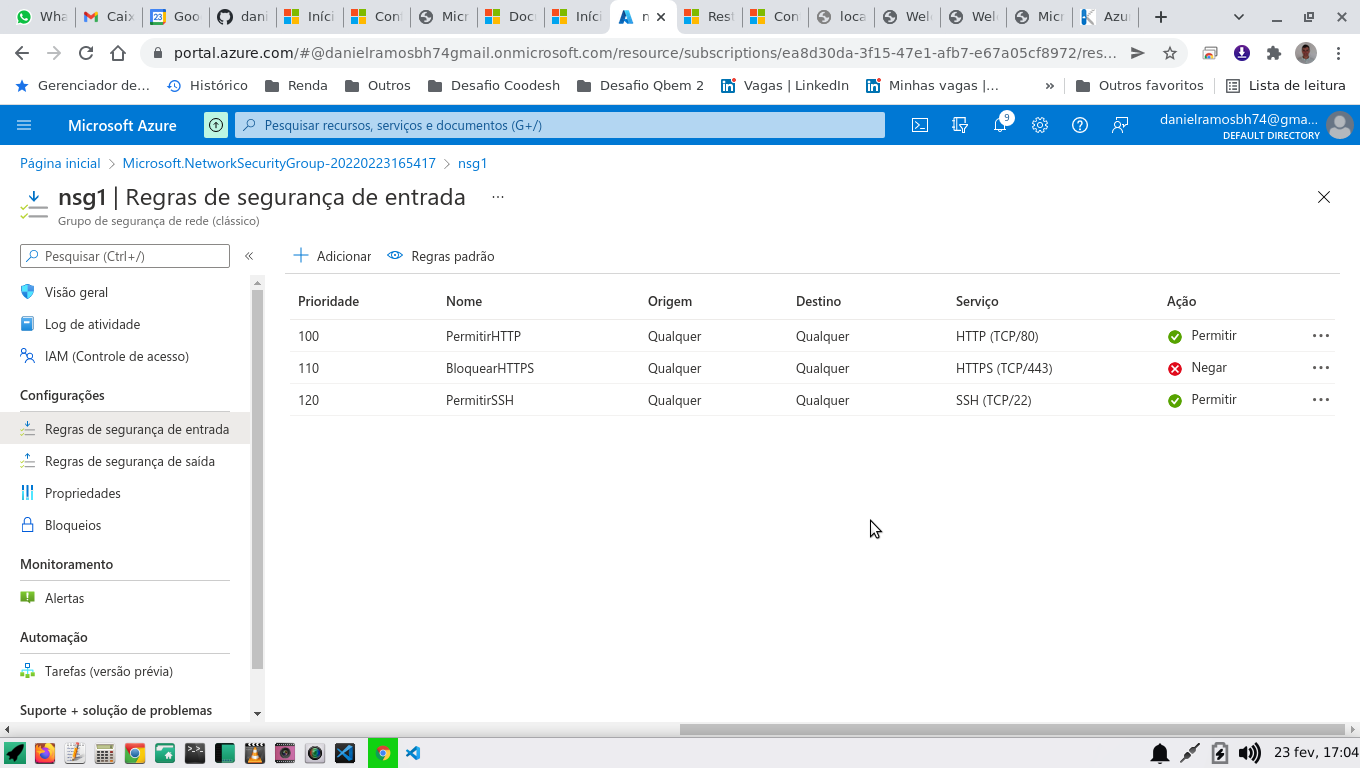 Wha
Caix
Goo
dani
Iníci
Con
Micr
Doc
Iníci
n
Rest
Con
loca
Wel
Wel
Micr
Azur
portal.azure.com/#@danielramosbh74gmail.onmicrosoft.com/resource/subscriptions/ea8d30da-3f15-47e1-afb7-e67a05cf8972/res...
Gerenciador de... Histórico Renda Outros Desafio Coodesh Desafio Qbem 2 Vagas | LinkedIn Minhas vagas |... » Outros favoritos Lista de leitura
Microsoft Azure
Pesquisar recursos, serviços e documentos (G+/)
9
danielramosbh74@gma...
DEFAULT DIRECTORY
Página inicial > Microsoft.NetworkSecurityGroup-20220223165417 > nsg1
nsg1 | Regras de segurança de entrada ...
Grupo de segurança de rede (clássico)
Pesquisar (Ctrl+/) «
Visão geral
Log de atividade
IAM (Controle de acesso)
Configurações
Regras de segurança de entrada
Regras de segurança de saída
Propriedades
Bloqueios
Monitoramento
Alertas
Automação
Tarefas (versão prévia)
Suporte + solução de problemas
Adicionar Regras padrão
Prioridade Nome Origem Destino Serviço Ação
100 PermitirHTTP Qualquer Qualquer HTTP (TCP/80) Permitir ...
110 BloquearHTTPS Qualquer Qualquer HTTPS (TCP/443) Negar ...
120 PermitirSSH Qualquer Qualquer SSH (TCP/22) Permitir ...
23 fev, 17:04